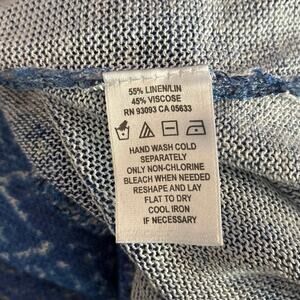 55% LINEN/LIN
45% VISCOSE
RN 93093 CA 05633
HAND WASH COLD
SEPARATELY
ONLY NON-CHLORINE
BLEACH WHEN NEEDED
RESHAPE AND LAY
FLAT TO DRY
COOL IRON
IF NECESSARY